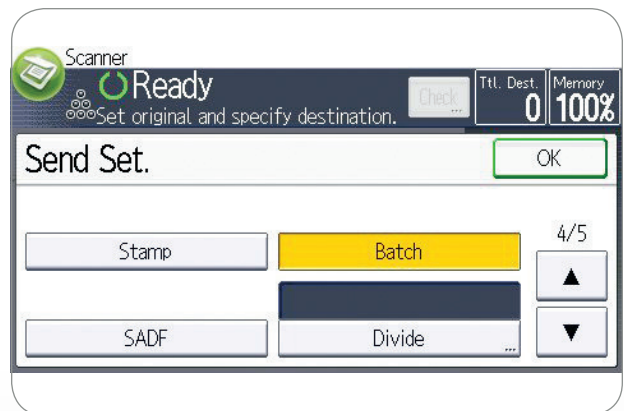 Scanner
Ready
Check
...
Ttl. Dest.
Memory
Set original and specify destination.
0
100%
Send Set.
OK
Stamp
Batch
4/5
▲
SADF
Divide
...
▼